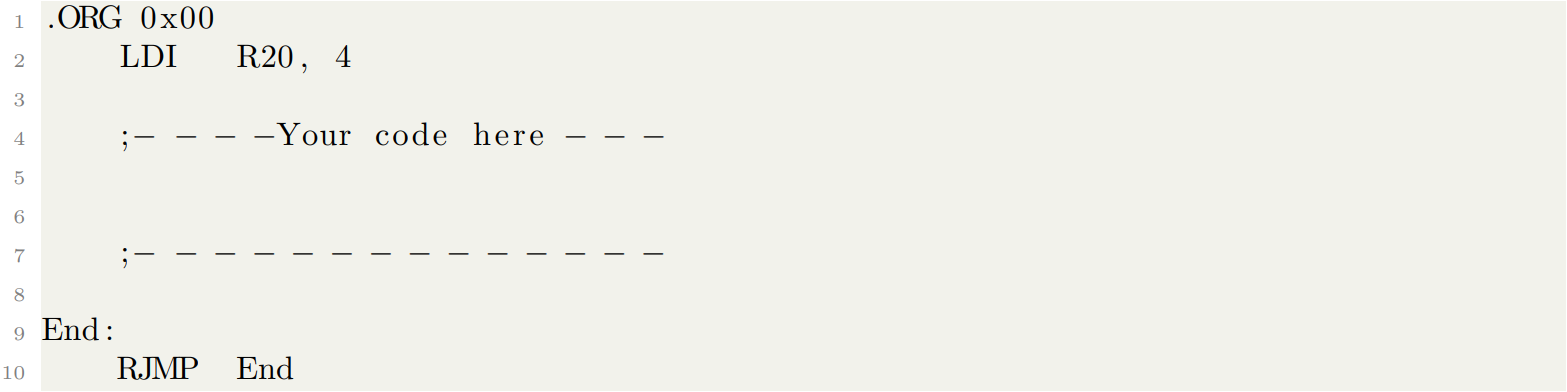 1 .ORG 0x00
2 LDI R20, 4
3
4 ;- - - -Your code here - - -
5
6
7 ;- - - - - - - - - - - - - -
8
9 End:
10 RJMP End